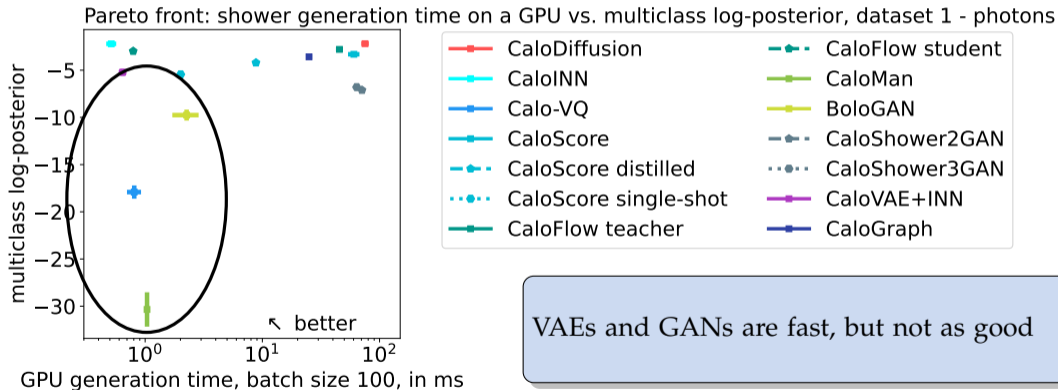 Pareto front: shower generation time on a GPU vs. multiclass log-posterior, dataset 1 - photons
multiclass log-posterior
−5
−10
−15
−20
−25
−30
↖ better
10⁰
10¹
10²
GPU generation time, batch size 100, in ms
CaloDiffusion
CaloINN
Calo-VQ
CaloScore
CaloScore distilled
CaloScore single-shot
CaloFlow teacher
CaloFlow student
CaloMan
BoloGAN
CaloShower2GAN
CaloShower3GAN
CaloVAE+INN
CaloGraph
VAEs and GANs are fast, but not as good